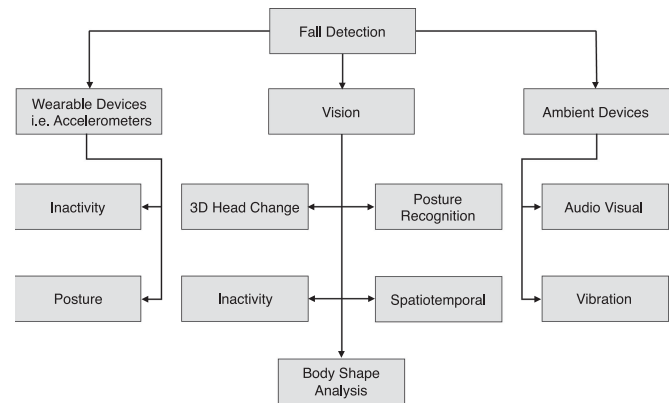 Fall Detection
Wearable Devices
i.e. Accelerometers
Vision
Ambient Devices
Inactivity
3D Head Change
Posture
Recognition
Audio Visual
Posture
Inactivity
Spatiotemporal
Vibration
Body Shape
Analysis